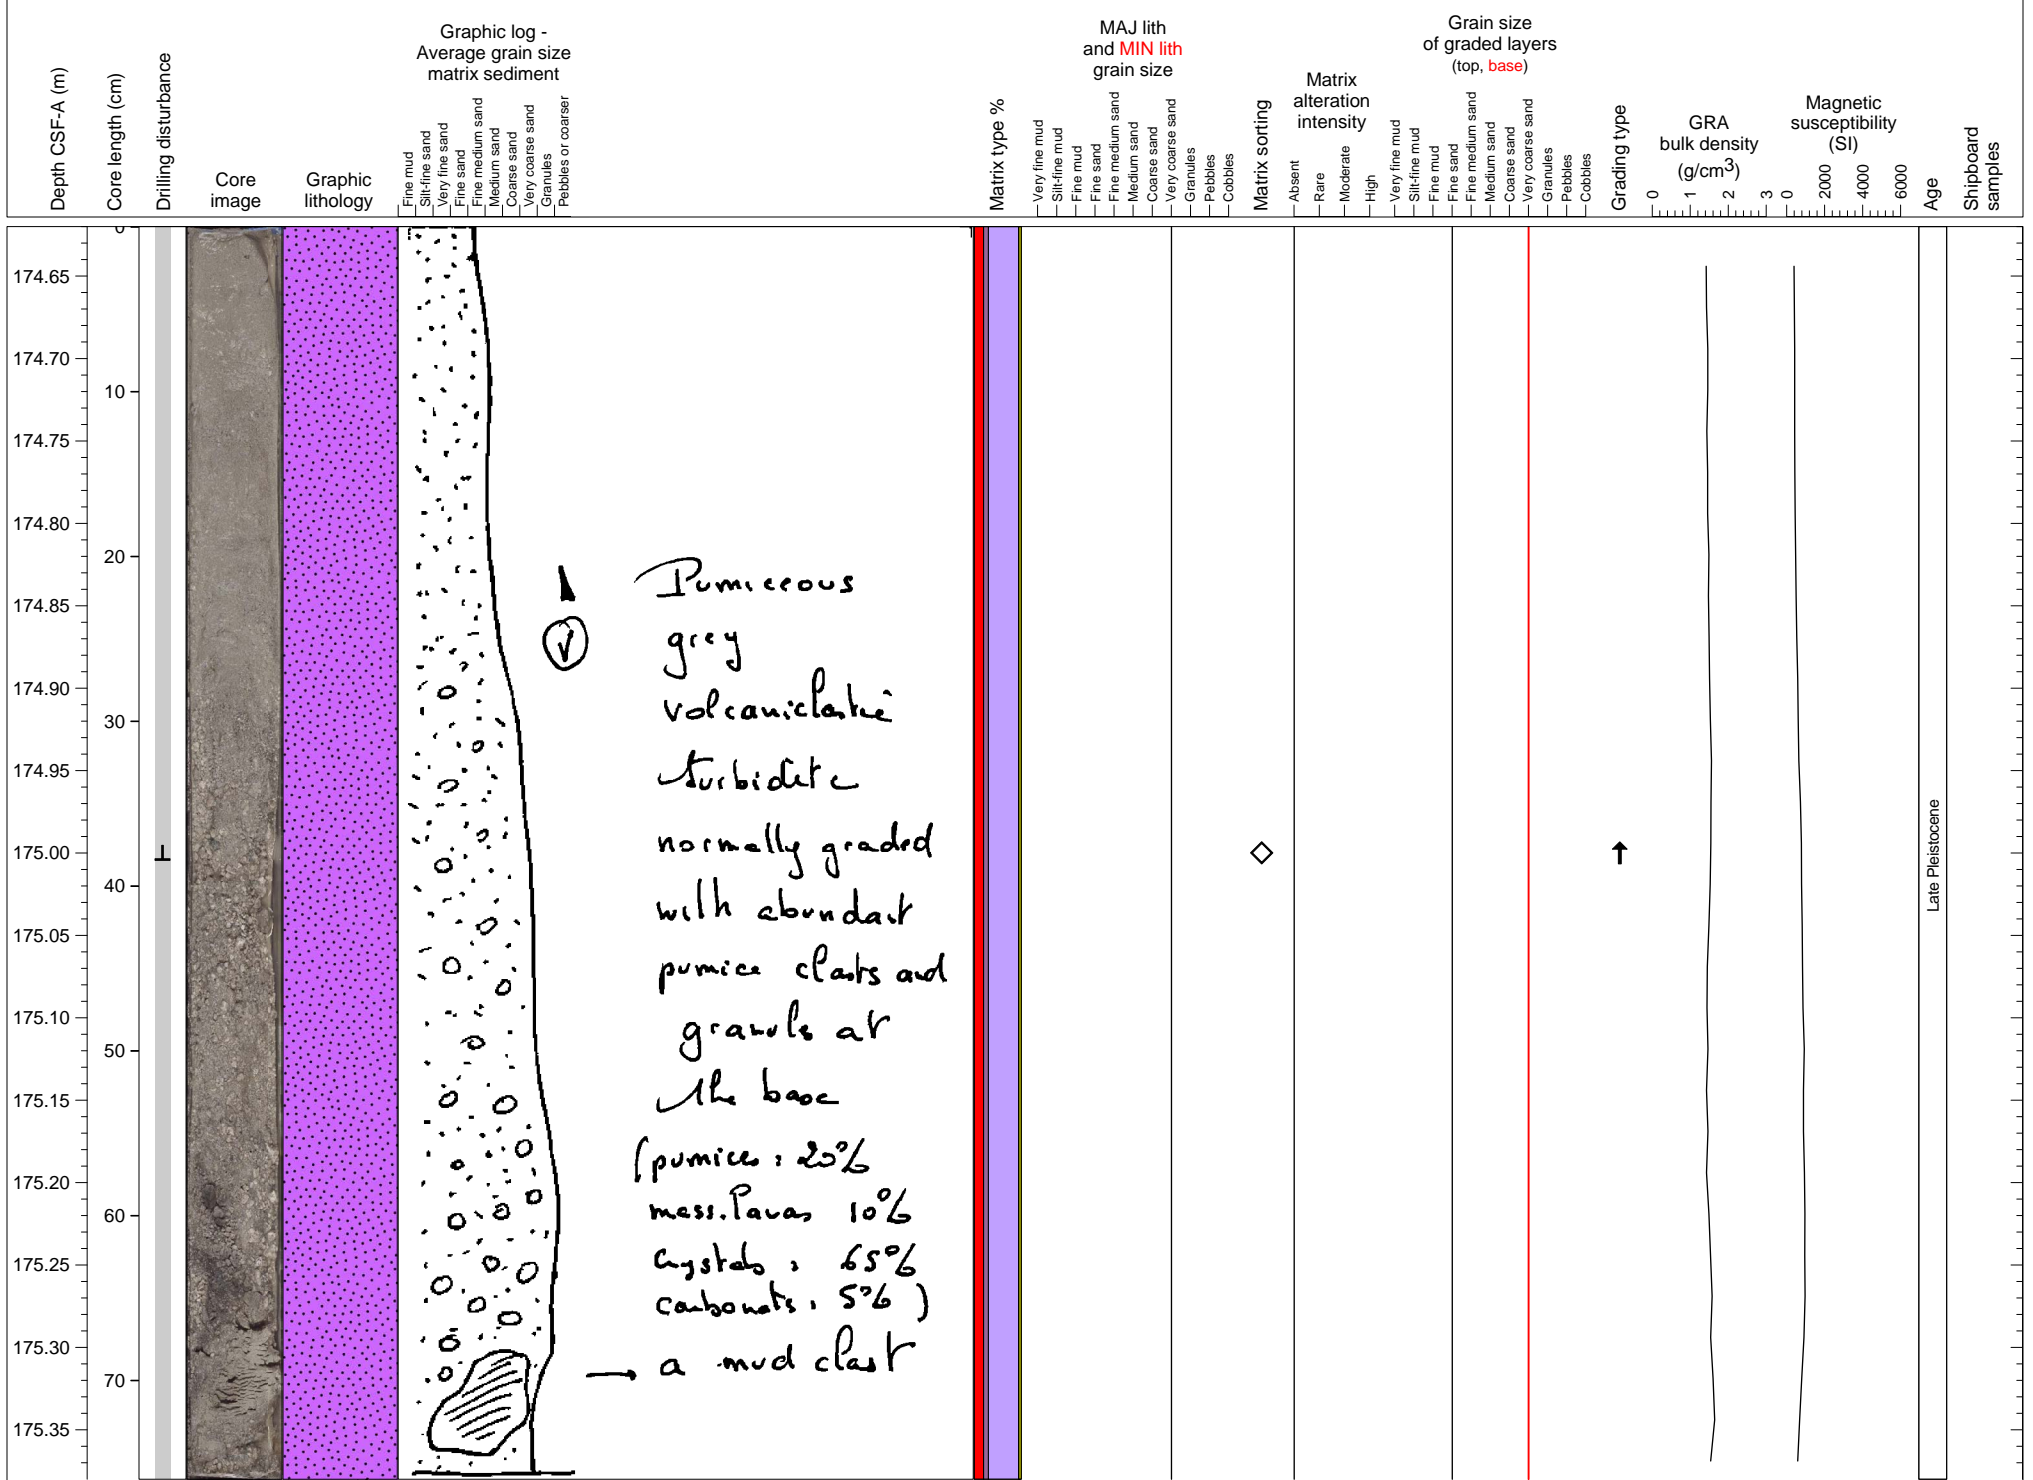 Depth CSF-A (m)
Core length (cm)
Drilling disturbance
Core
image
Graphic
lithology
Graphic log -
Average grain size
matrix sediment
Fine mud
Silt-fine sand
Very fine sand
Fine sand
Fine medium sand
Medium sand
Coarse sand
Very coarse sand
Granules
Pebbles or coarser
Matrix type %
MAJ lith
and MIN lith
grain size
Very fine mud
Silt-fine mud
Fine mud
Fine sand
Fine medium sand
Medium sand
Coarse sand
Very coarse sand
Granules
Pebbles
Cobbles
Matrix sorting
Matrix
alteration
intensity
Absent
Rare
Moderate
High
Grain size
of graded layers
(top, base)
Very fine mud
Silt-fine mud
Fine mud
Fine sand
Fine medium sand
Medium sand
Coarse sand
Very coarse sand
Granules
Pebbles
Cobbles
Grading type
GRA
bulk density
(g/cm3)
0 1 2 3
Magnetic
susceptibility
(SI)
0 2000 4000 6000
Age
Shipboard
samples
174.65
174.70
174.75
174.80
174.85
174.90
174.95
175.00
175.05
175.10
175.15
175.20
175.25
175.30
175.35
0
10
20
30
40
50
60
70
Pumiceous
grey
volcaniclastic
turbidite
normally graded
with abundant
pumice clasts and
granuls at
the base
(pumices: 20%
mass. lavas 10%
crystals: 65%
carbonats: 5%)
→ a mud clast
Late Pleistocene